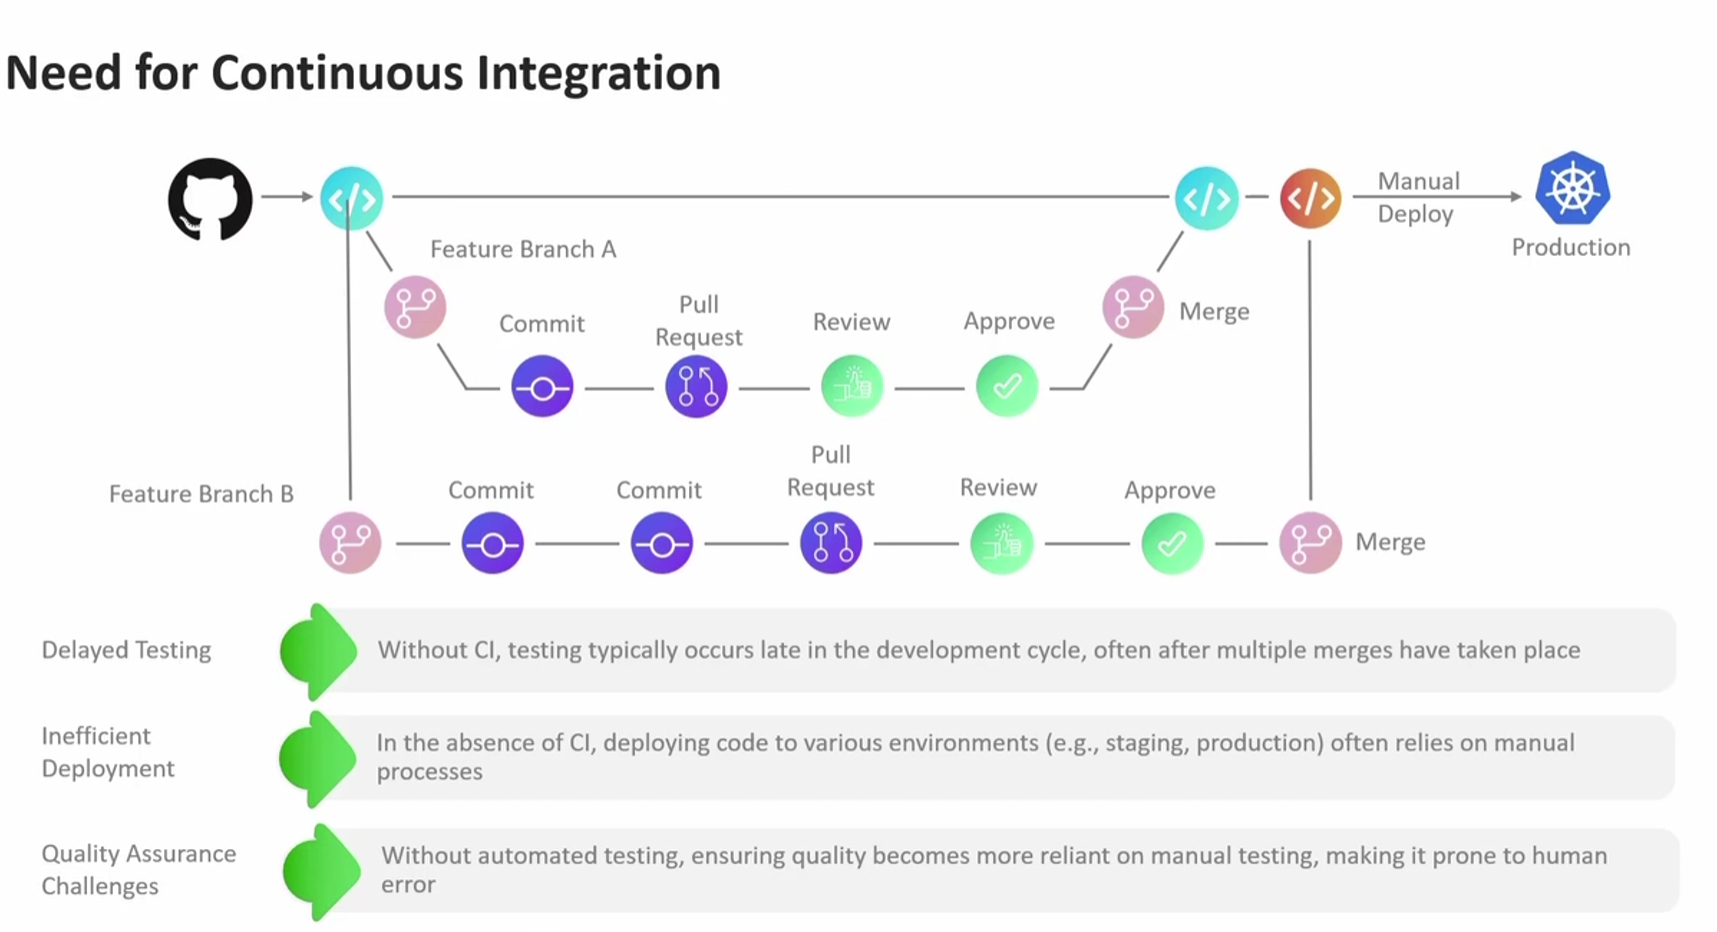 Need for Continuous Integration
Manual
Deploy
Production
Feature Branch A
Commit
Pull
Request
Review
Approve
Merge
Feature Branch B
Commit
Commit
Pull
Request
Review
Approve
Merge
Delayed Testing
Without CI, testing typically occurs late in the development cycle, often after multiple merges have taken place
Inefficient
Deployment
In the absence of CI, deploying code to various environments (e.g., staging, production) often relies on manual
processes
Quality Assurance
Challenges
Without automated testing, ensuring quality becomes more reliant on manual testing, making it prone to human
error